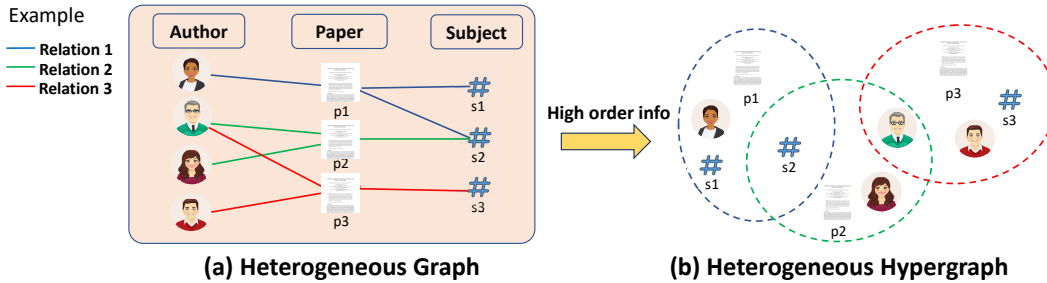 Example
Relation 1
Relation 2
Relation 3
Author Paper Subject
p1
s1
p2
s2
p3
s3
(a) Heterogeneous Graph
High order info
p1
p3
s3
s1
s2
p2
(b) Heterogeneous Hypergraph